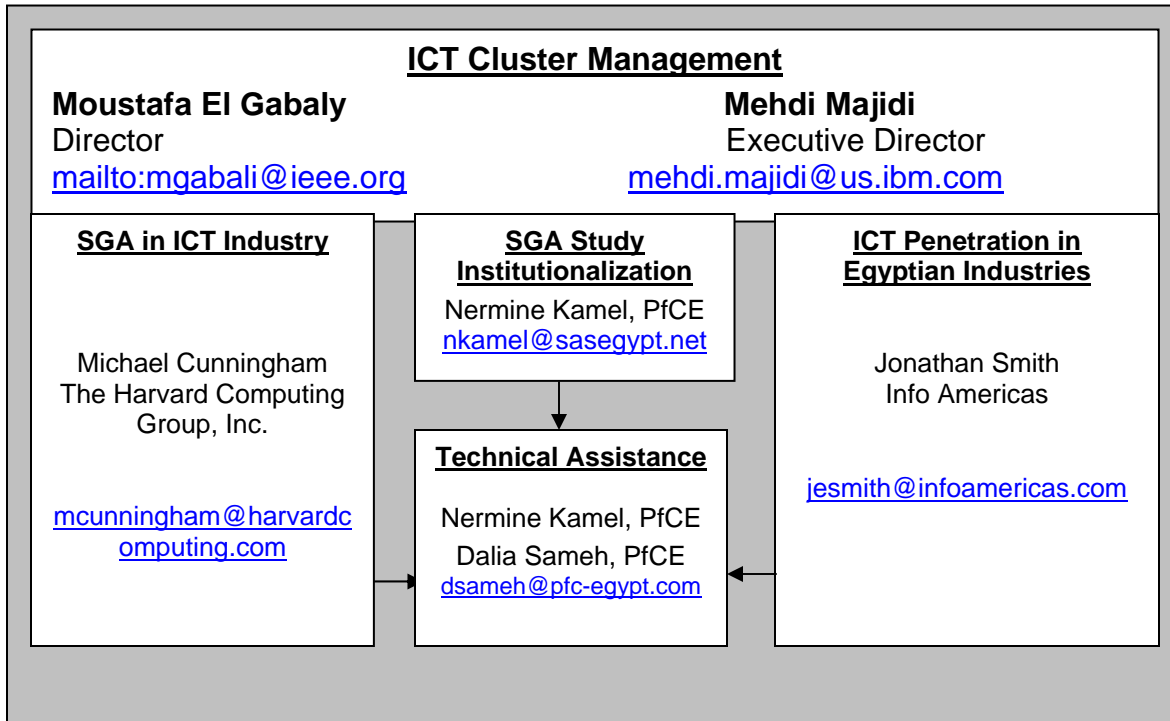 ICT Cluster Management
Moustafa El Gabaly
Director
mailto:mgabali@ieee.org
Mehdi Majidi
Executive Director
mehdi.majidi@us.ibm.com
SGA in ICT Industry
Michael Cunningham
The Harvard Computing
Group, Inc.
mcunningham@harvardc
omputing.com
SGA Study
Institutionalization
Nermine Kamel, PfCE
nkamel@sasegypt.net
Technical Assistance
Nermine Kamel, PfCE
Dalia Sameh, PfCE
dsameh@pfc-egypt.com
ICT Penetration in
Egyptian Industries
Jonathan Smith
Info Americas
jesmith@infoamericas.com